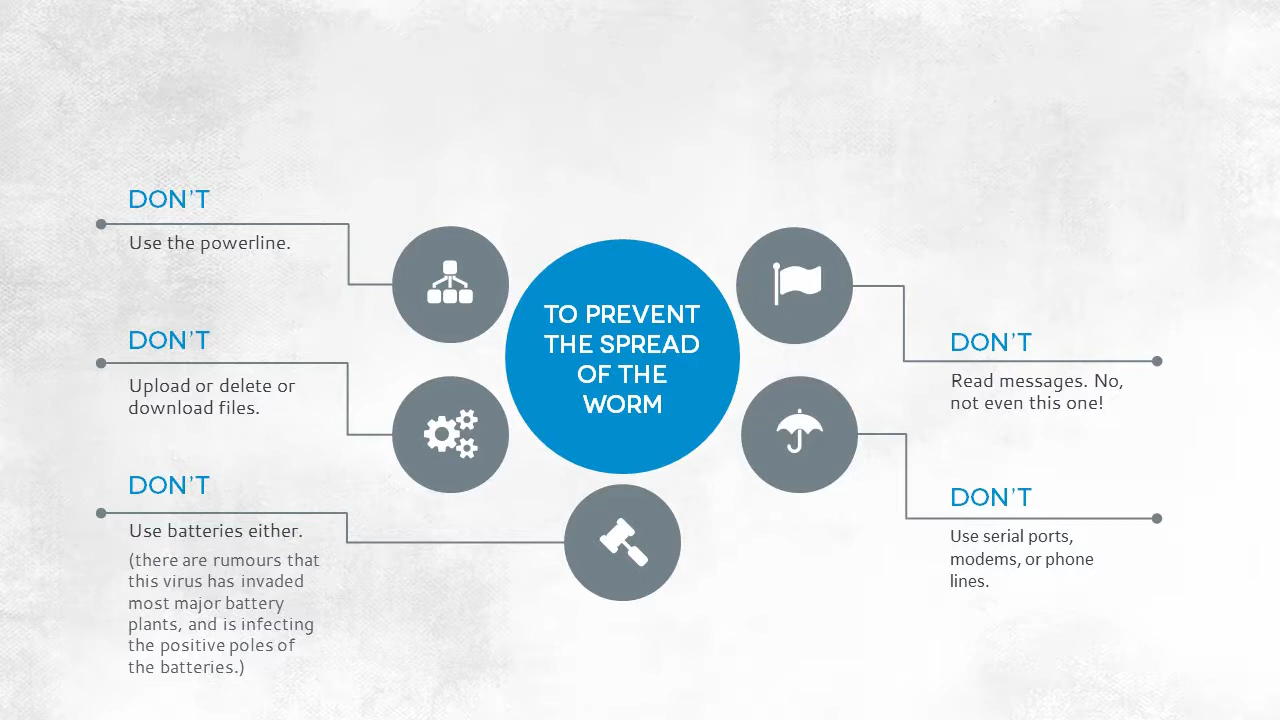 DON'T
Use the powerline.
DON'T
Upload or delete or
download files.
DON'T
Use batteries either.
(there are rumours that
this virus has invaded
most major battery
plants, and is infecting
the positive poles of
the batteries.)
TO PREVENT
THE SPREAD
OF THE
WORM
DON'T
Read messages. No,
not even this one!
DON'T
Use serial ports,
modems, or phone
lines.